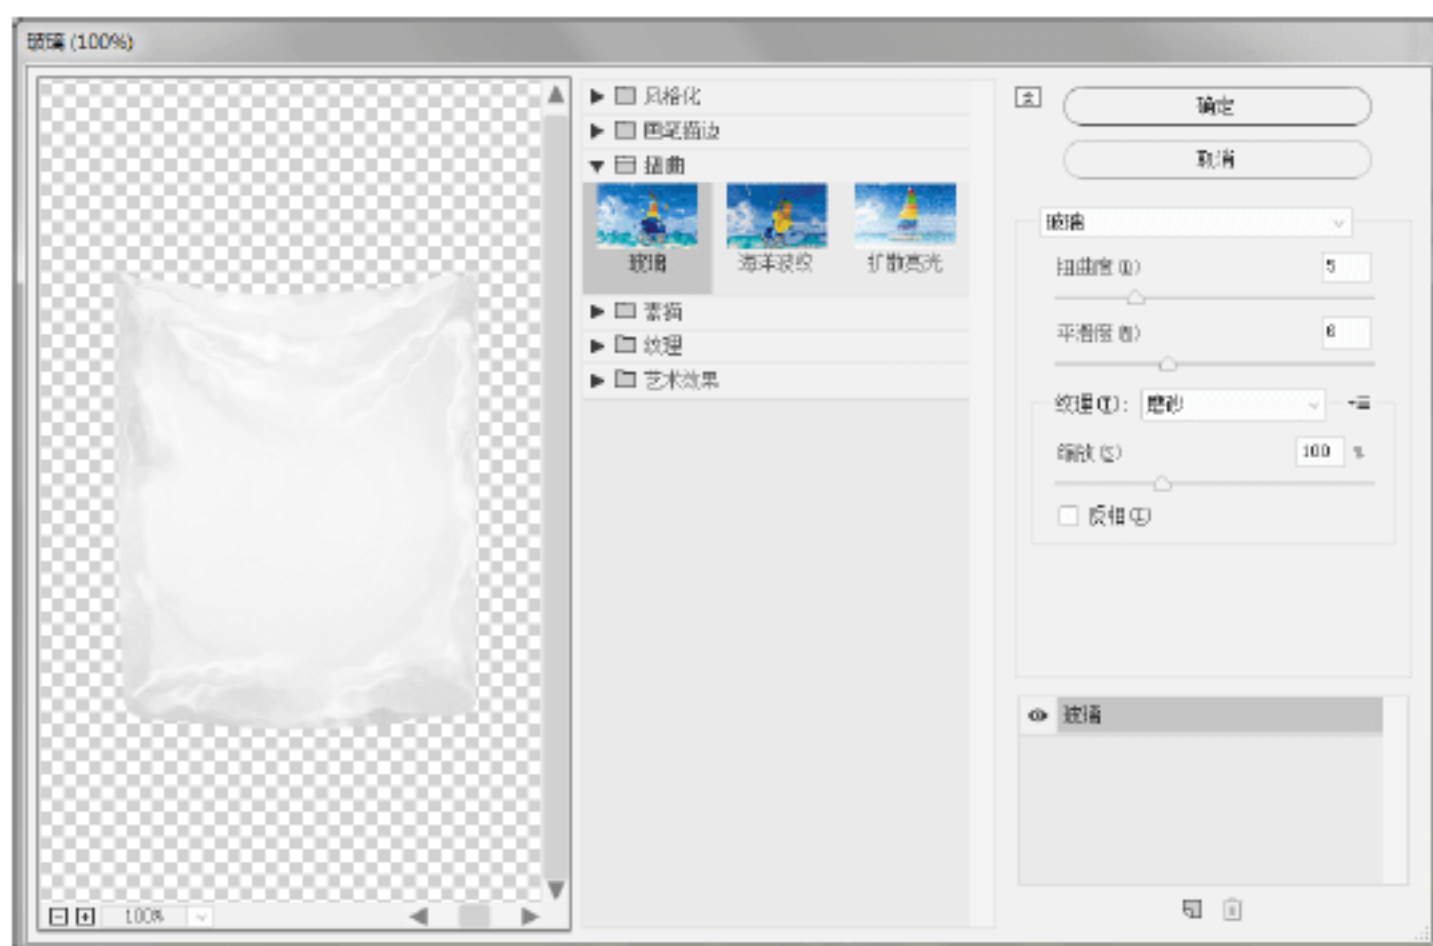 玻璃 (100%)
风格化
画笔描边
扭曲
玻璃
海洋波纹
扩散亮光
素描
纹理
艺术效果
100%
确定
取消
玻璃
扭曲度 (D)
5
平滑度 (M)
6
纹理(T): 磨砂
缩放(S)
100 %
反相(I)
玻璃